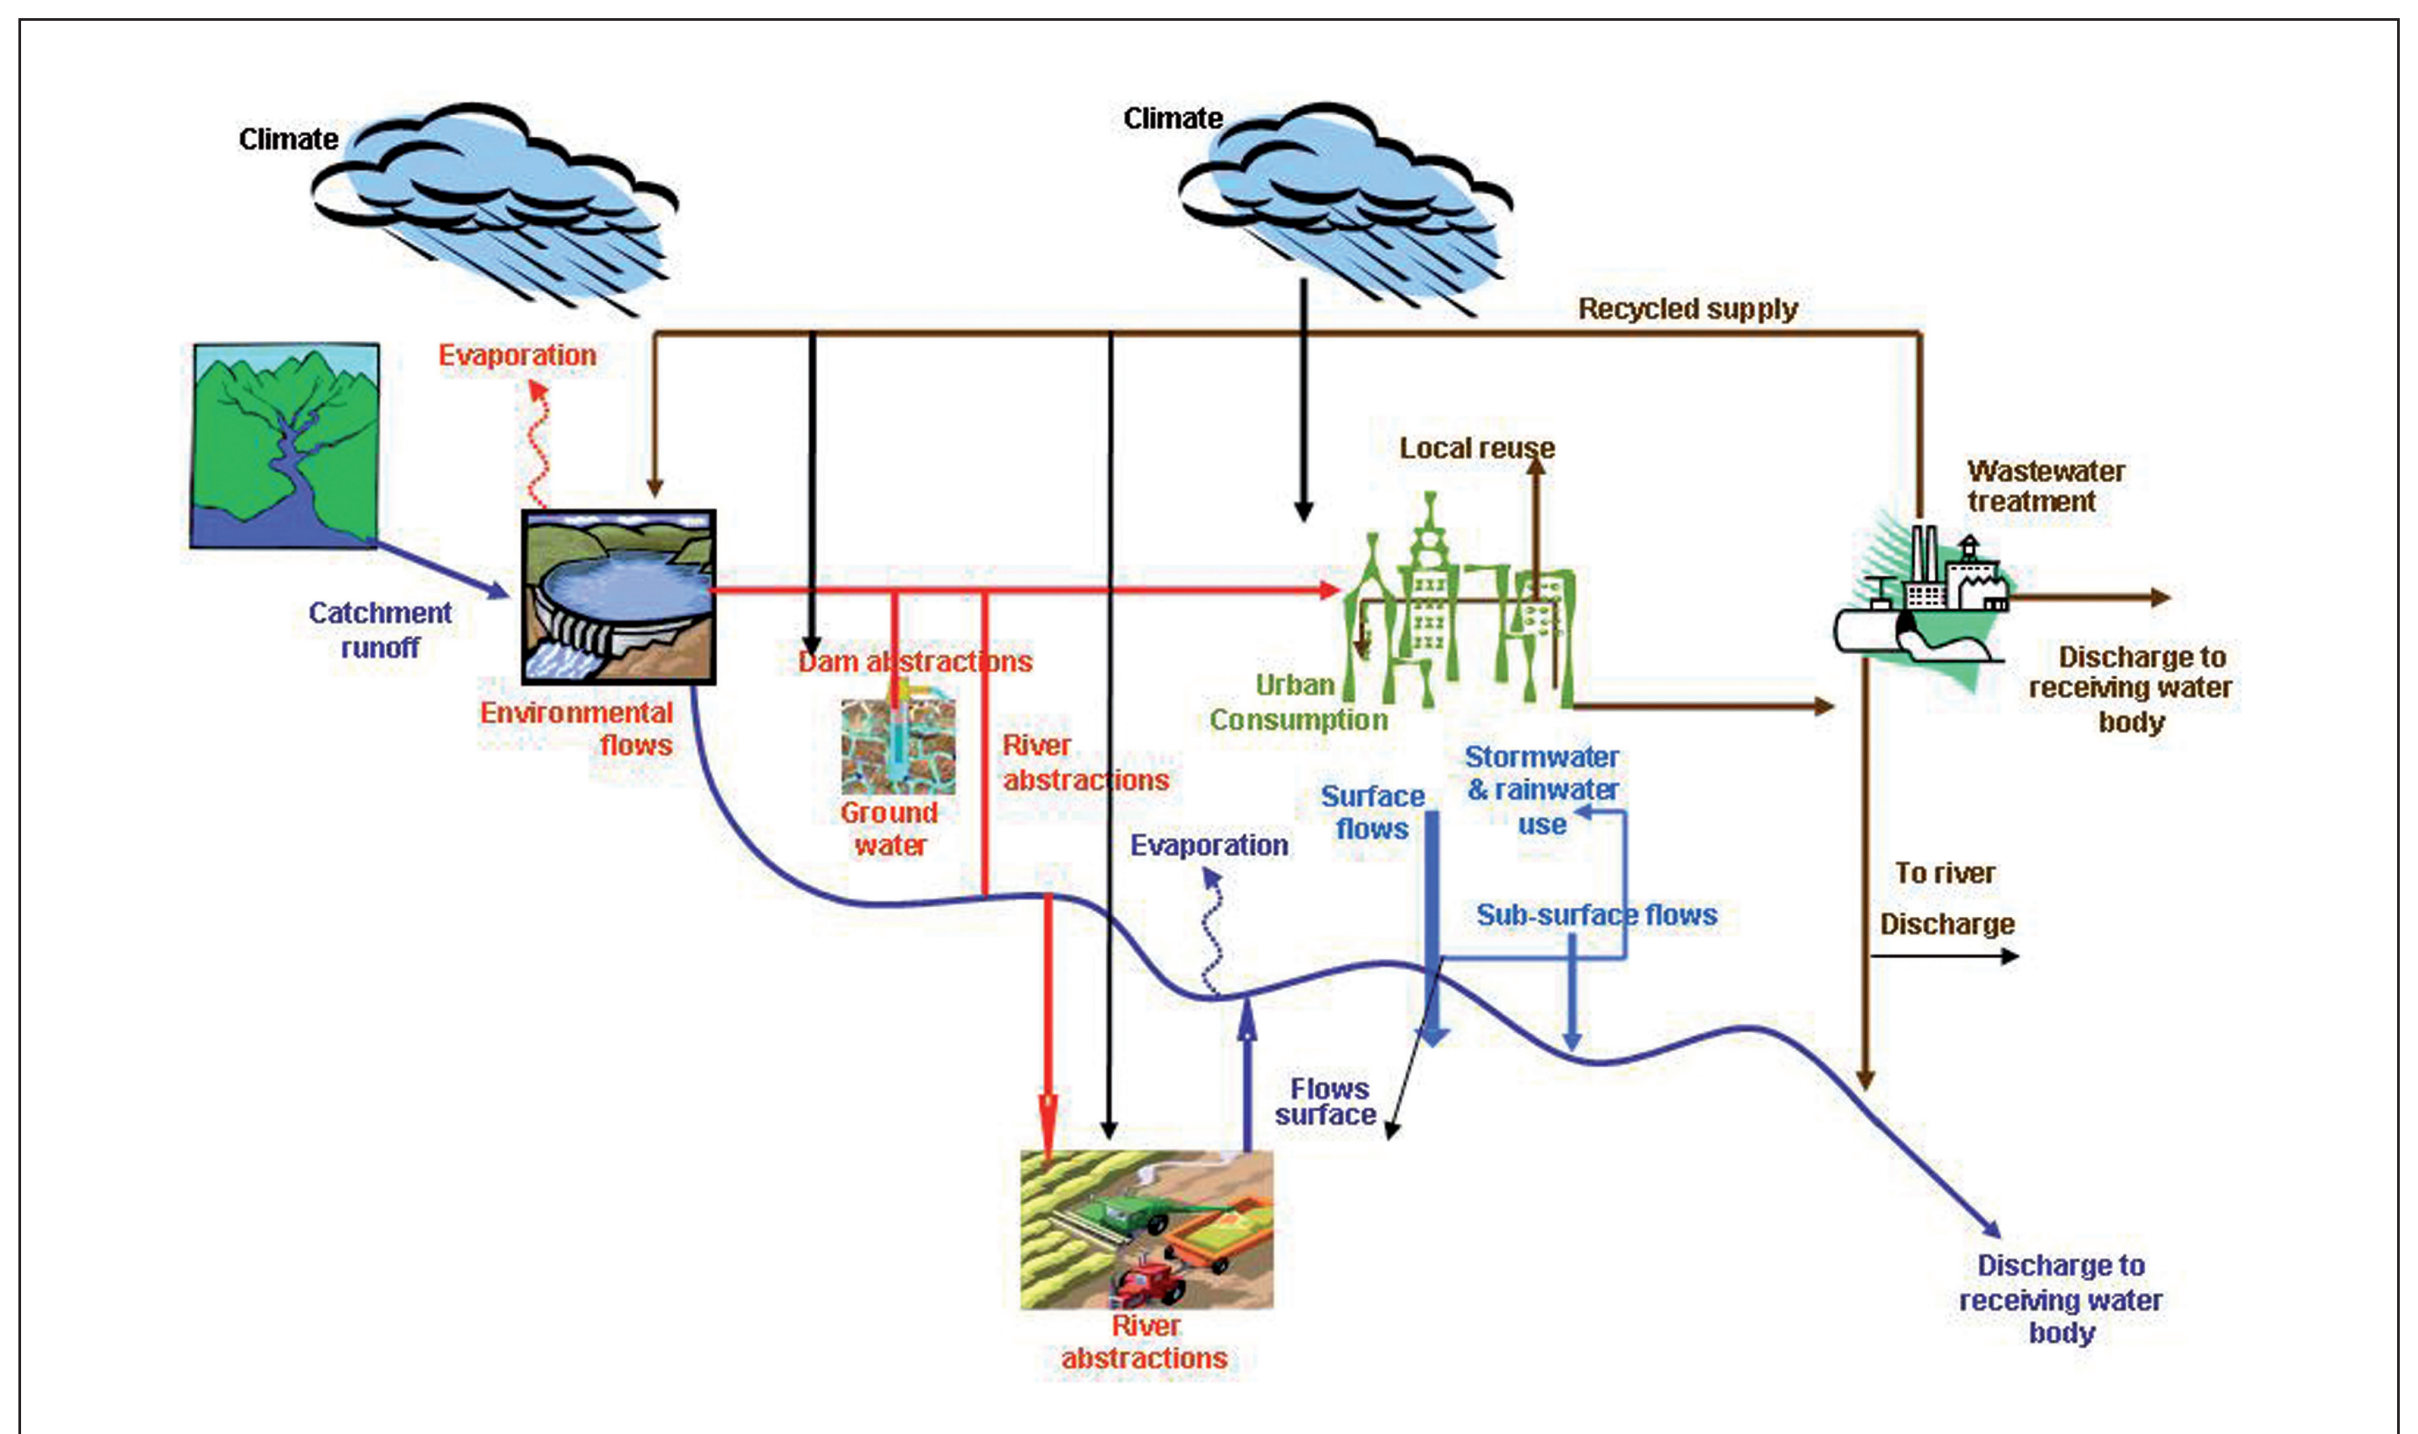 Climate
Climate
Recycled supply
Evaporation
Local reuse
Wastewater
treatment
Catchment
runoff
Dam abstractions
Environmental
flows
Urban
Consumption
Discharge to
receiving water
body
River
abstractions
Ground
water
Stormwater
& rainwater
use
Surface
flows
Evaporation
Sub-surface flows
To river
Discharge
Flows
surface
Discharge to
receiving water
body
River
abstractions